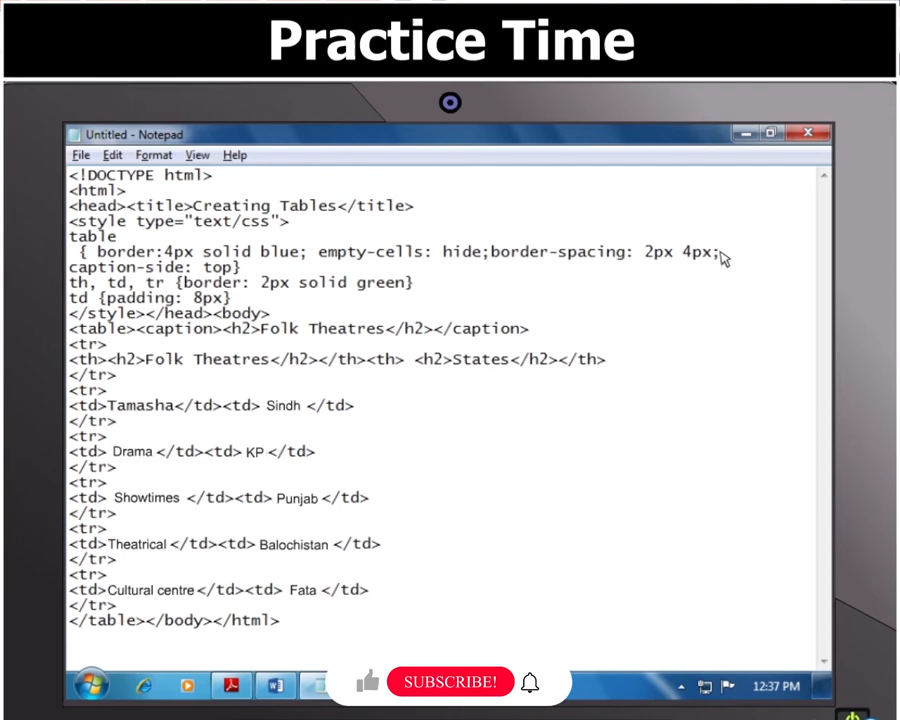 Practice Time
Untitled - Notepad
File Edit Format View Help
<!DOCTYPE html>
<html>
<head><title>Creating Tables</title>
<style type="text/css">
table
{ border:4px solid blue; empty-cells: hide;border-spacing: 2px 4px;
caption-side: top}
th, td, tr {border: 2px solid green}
td {padding: 8px}
</style></head><body>
<table><caption><h2>Folk Theatres</h2></caption>
<tr>
<th><h2>Folk Theatres</h2></th><th> <h2>States</h2></th>
</tr>
<tr>
<td>Tamasha</td><td> Sindh </td>
</tr>
<tr>
<td> Drama </td><td> KP </td>
</tr>
<tr>
<td> Showtimes </td><td> Punjab </td>
</tr>
<tr>
<td>Theatrical </td><td> Balochistan </td>
</tr>
<tr>
<td>Cultural centre </td><td> Fata </td>
</tr>
</table></body></html>
SUBSCRIBE!
12:37 PM